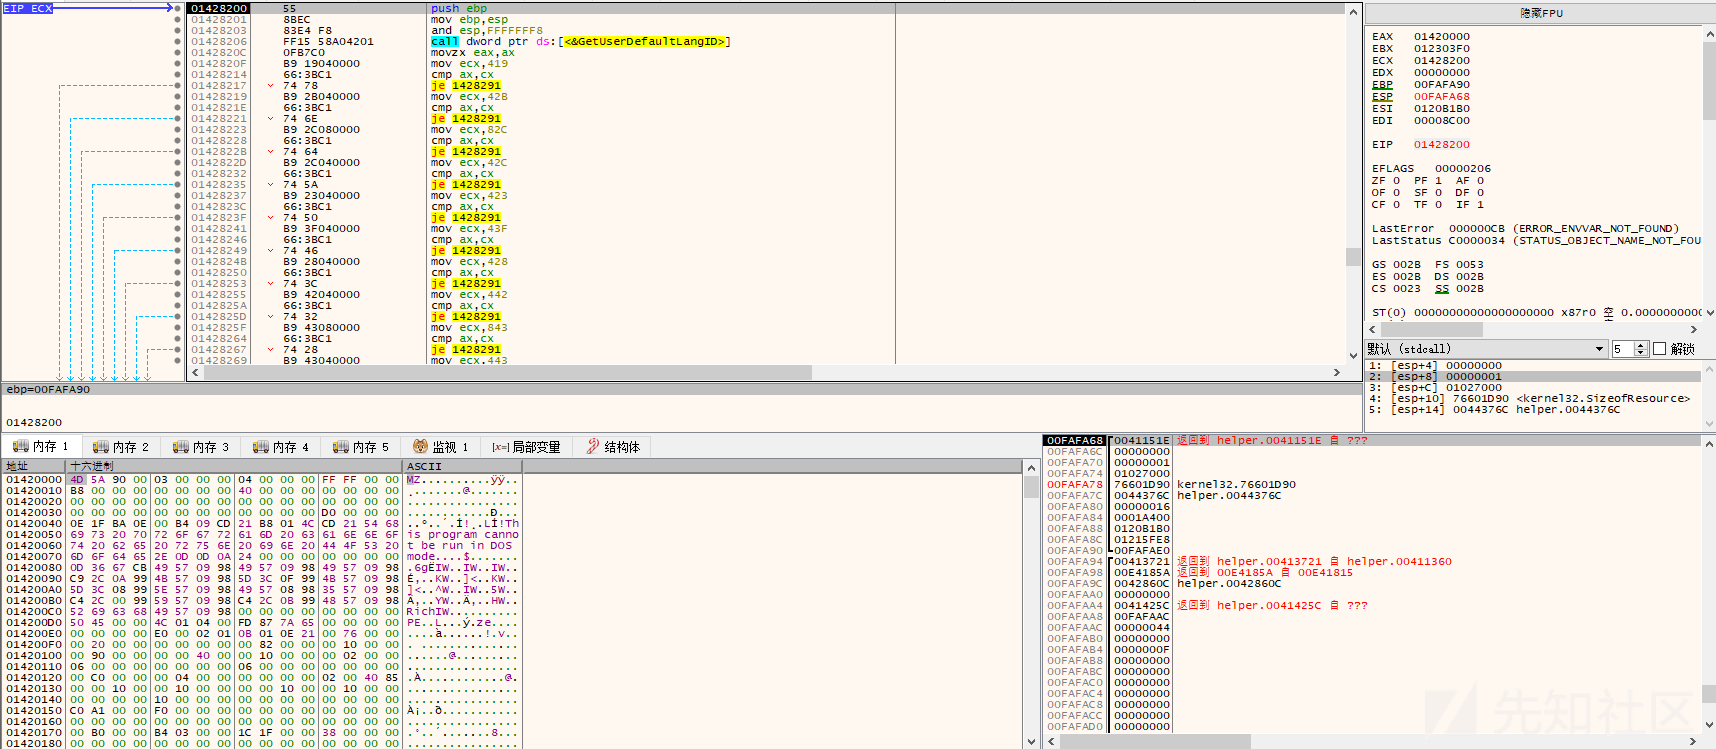 EIP ECX
01428200 55 push ebp
01428201 8BEC mov ebp,esp
01428203 83E4 F8 and esp,FFFFFFF8
01428206 FF15 58A04201 call dword ptr ds:[<&GetUserDefaultLangID>]
0142820C 0FB7C0 movzx eax,ax
0142820F B9 19040000 mov ecx,419
01428214 66:3BC1 cmp ax,cx
01428217 74 78 je 1428291
01428219 B9 2B040000 mov ecx,42B
0142821E 66:3BC1 cmp ax,cx
01428221 74 6E je 1428291
01428223 B9 2C080000 mov ecx,82C
01428228 66:3BC1 cmp ax,cx
0142822B 74 64 je 1428291
0142822D B9 2C040000 mov ecx,42C
01428232 66:3BC1 cmp ax,cx
01428235 74 5A je 1428291
01428237 B9 23040000 mov ecx,423
0142823C 66:3BC1 cmp ax,cx
0142823F 74 50 je 1428291
01428241 B9 3F040000 mov ecx,43F
01428246 66:3BC1 cmp ax,cx
01428249 74 46 je 1428291
0142824B B9 28040000 mov ecx,428
01428250 66:3BC1 cmp ax,cx
01428253 74 3C je 1428291
01428255 B9 42040000 mov ecx,442
0142825A 66:3BC1 cmp ax,cx
0142825D 74 32 je 1428291
0142825F B9 43080000 mov ecx,843
01428264 66:3BC1 cmp ax,cx
01428267 74 28 je 1428291
01428269 B9 43040000 mov ecx,443
ebp=00FAFA90
01428200
隐藏FPU
EAX 01420000
EBX 012303F0
ECX 01428200
EDX 00000000
EBP 00FAFA90
ESP 00FAFA68
ESI 0120B1B0
EDI 00008C00
EIP 01428200
EFLAGS 00000206
ZF 0 PF 1 AF 0
OF 0 SF 0 DF 0
CF 0 TF 0 IF 1
LastError 000000CB (ERROR_ENVVAR_NOT_FOUND)
LastStatus C0000034 (STATUS_OBJECT_NAME_NOT_FOU
GS 002B FS 0053
ES 002B DS 002B
CS 0023 SS 002B
ST(0) 00000000000000000000 x87r0 空 0.0000000000
默认 (stdcall) 5 解锁
1: [esp+4] 00000000
2: [esp+8] 00000001
3: [esp+C] 01027000
4: [esp+10] 76601D90 <kernel32.SizeofResource>
5: [esp+14] 0044376C helper.0044376C
内存 1 内存 2 内存 3 内存 4 内存 5 监视 1 [x=] 局部变量 结构体
地址 十六进制 ASCII
01420000 4D 5A 90 00 03 00 00 00 04 00 00 00 FF FF 00 00 MZ..........ÿÿ..
01420010 B8 00 00 00 00 00 00 00 40 00 00 00 00 00 00 00 ¸.......@.......
01420020 00 00 00 00 00 00 00 00 00 00 00 00 00 00 00 00 ................
01420030 00 00 00 00 00 00 00 00 00 00 00 00 D0 00 00 00 ............Ð...
01420040 0E 1F BA 0E 00 B4 09 CD 21 B8 01 4C CD 21 54 68 ..º..´.Í!¸.LÍ!Th
01420050 69 73 20 70 72 6F 67 72 61 6D 20 63 61 6E 6E 6F is program canno
01420060 74 20 62 65 20 72 75 6E 20 69 6E 20 44 4F 53 20 t be run in DOS
01420070 6D 6F 64 65 2E 0D 0D 0A 24 00 00 00 00 00 00 00 mode....$.......
01420080 0D 36 67 CB 49 57 09 98 49 57 09 98 49 57 09 98 .6gËIW..IW..IW..
01420090 C9 2C 0A 99 4B 57 09 98 5D 3C 0F 99 4B 57 09 98 É,..KW..]<..KW..
014200A0 5D 3C 08 99 5E 57 09 98 49 57 08 98 35 57 09 98 ]<..^W..IW..5W..
014200B0 C4 2C 00 99 59 57 09 98 C4 2C 0B 99 48 57 09 98 Ä,..YW..Ä,..HW..
014200C0 52 69 63 68 49 57 09 98 00 00 00 00 00 00 00 00 RichIW..........
014200D0 50 45 00 00 4C 01 04 00 FD 87 7A 65 00 00 00 00 PE..L...ý.ze....
014200E0 00 00 00 00 E0 00 02 01 0B 01 0E 21 00 76 00 00 ....à......!.v..
014200F0 00 20 00 00 00 00 00 00 00 82 00 00 00 10 00 00 . ..............
01420100 00 90 00 00 00 00 40 00 00 10 00 00 00 02 00 00 ......@.........
01420110 06 00 00 00 00 00 00 00 06 00 00 00 00 00 00 00 ................
01420120 00 C0 00 00 00 04 00 00 00 00 00 00 02 00 40 85 .À............@.
01420130 00 00 10 00 00 10 00 00 00 00 10 00 00 10 00 00 ................
01420140 00 00 00 00 10 00 00 00 00 00 00 00 00 00 00 00 ................
01420150 C0 A1 00 00 F0 00 00 00 00 00 00 00 00 00 00 00 À¡..ð...........
01420160 00 00 00 00 00 00 00 00 00 00 00 00 00 00 00 00 ................
01420170 00 B0 00 00 B4 03 00 00 1C 1F 00 00 38 00 00 00 .°..´.......8...
01420180 00 00 00 00 00 00 00 00 00 00 00 00 00 00 00 00 ................
00FAFA68 0041151E 返回到 helper.0041151E 自 ???
00FAFA6C 00000000
00FAFA70 00000001
00FAFA74 01027000
00FAFA78 76601D90 kernel32.76601D90
00FAFA7C 0044376C helper.0044376C
00FAFA80 00000016
00FAFA84 0001A400
00FAFA88 0120B1B0
00FAFA8C 01215FE8
00FAFA90 00FAFAE0
00FAFA94 00413721 返回到 helper.00413721 自 helper.00411360
00FAFA98 00E4185A 返回到 00E4185A 自 00E41815
00FAFA9C 0042860C helper.0042860C
00FAFAA0 00000000
00FAFAA4 0041425C 返回到 helper.0041425C 自 ???
00FAFAA8 00FAFAAC
00FAFAAC 00000044
00FAFAB0 00000000
00FAFAB4 0000000F
00FAFAB8 00000000
00FAFABC 00000000
00FAFAC0 00000000
00FAFAC4 00000000
00FAFAC8 00000000
00FAFACC 00000000
00FAFAD0 00000000
先知社区